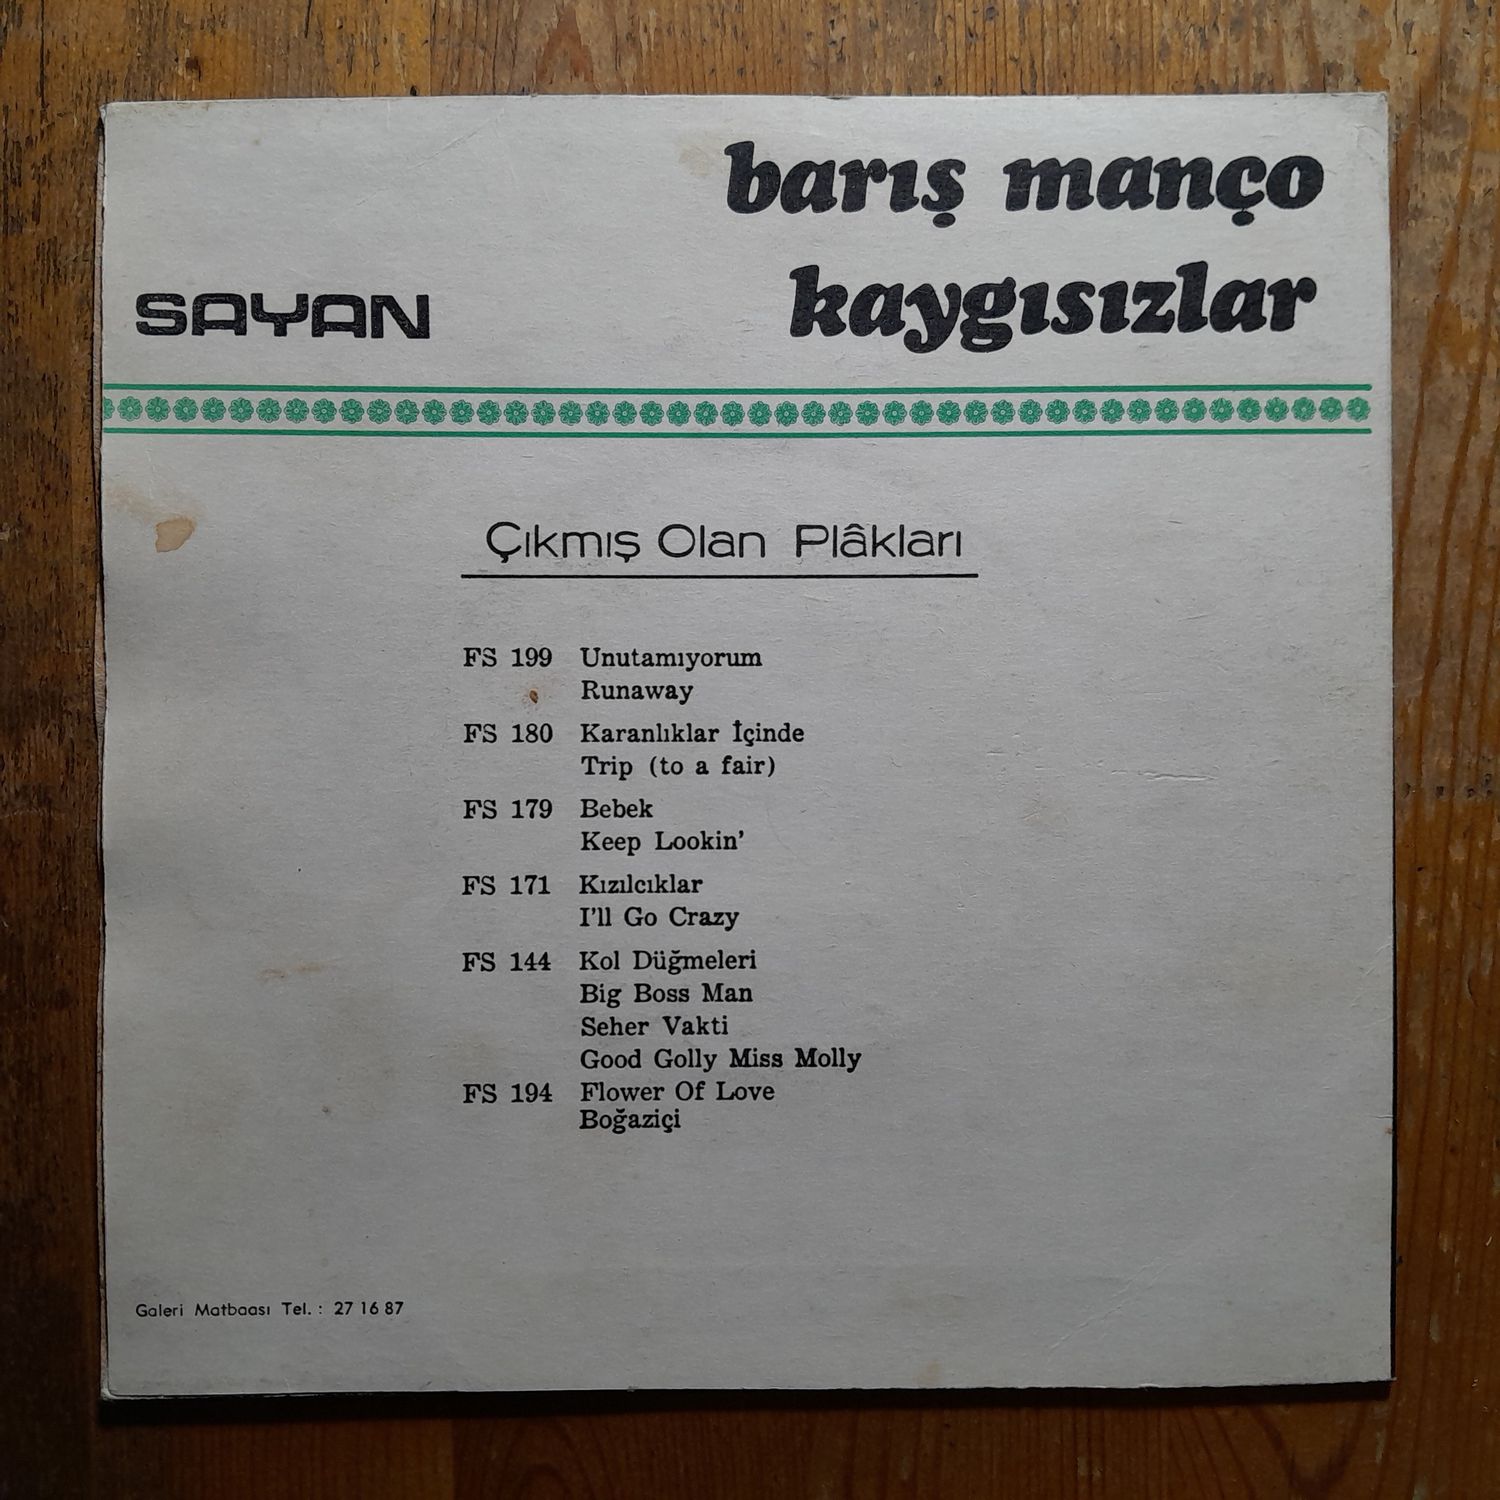 barış manço
SAYAN
kaygısızlar
Çıkmış Olan Plâkları
FS 199 Unutamıyorum
Runaway
FS 180 Karanlıklar İçinde
Trip (to a fair)
FS 179 Bebek
Keep Lookin'
FS 171 Kızılcıklar
I'll Go Crazy
FS 144 Kol Düğmeleri
Big Boss Man
Seher Vakti
Good Golly Miss Molly
FS 194 Flower Of Love
Boğaziçi
Galeri Matbaası Tel. : 27 16 87